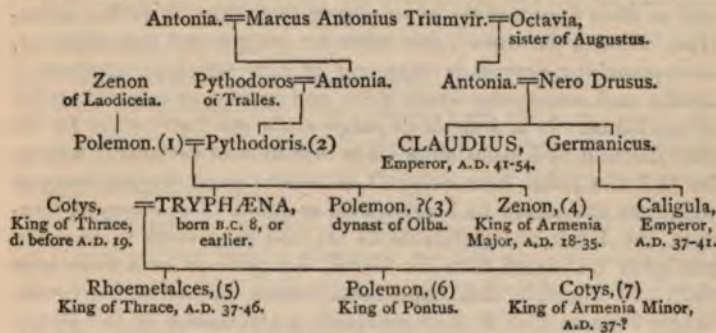 Antonia.=Marcus Antonius Triumvir.=Octavia,
sister of Augustus.
Zenon Pythodoros=Antonia. Antonia.=Nero Drusus.
of Laodiceia. of Tralles.
Polemon.(1)=Pythodoris.(2) CLAUDIUS, Germanicus.
Emperor, A.D. 41-54.
Cotys, =TRYPHÆNA, Polemon, ?(3) Zenon,(4) Caligula,
King of Thrace, born B.C. 8, or dynast of Olba. King of Armenia Emperor,
d. before A.D. 19. earlier. Major, A.D. 18-35. A.D. 37-41.
Rhoemetalces,(5) Polemon,(6) Cotys,(7)
King of Thrace, A.D. 37-46. King of Pontus. King of Armenia Minor,
A.D. 37-?